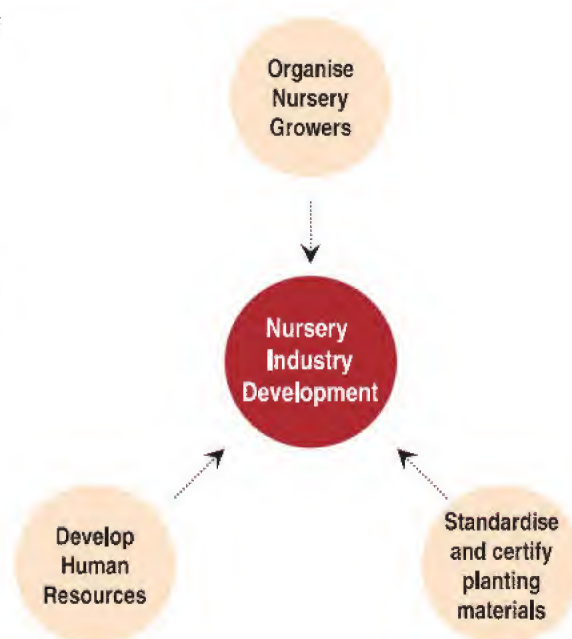 Organise
Nursery
Growers
Nursery
Industry
Development
Develop
Human
Resources
Standardise
and certify
planting
materials